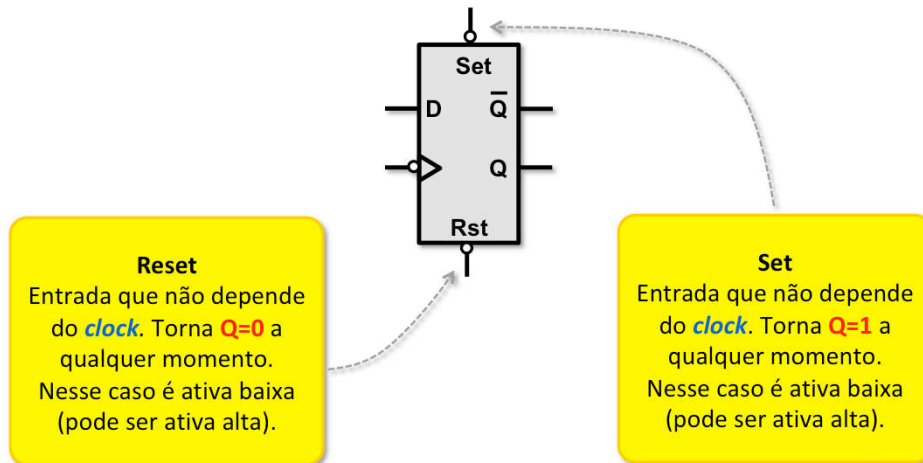 Set
D
Q̅
Q
Rst
Reset
Entrada que não depende
do clock. Torna Q=0 a
qualquer momento.
Nesse caso é ativa baixa
(pode ser ativa alta).
Set
Entrada que não depende
do clock. Torna Q=1 a
qualquer momento.
Nesse caso é ativa baixa
(pode ser ativa alta).